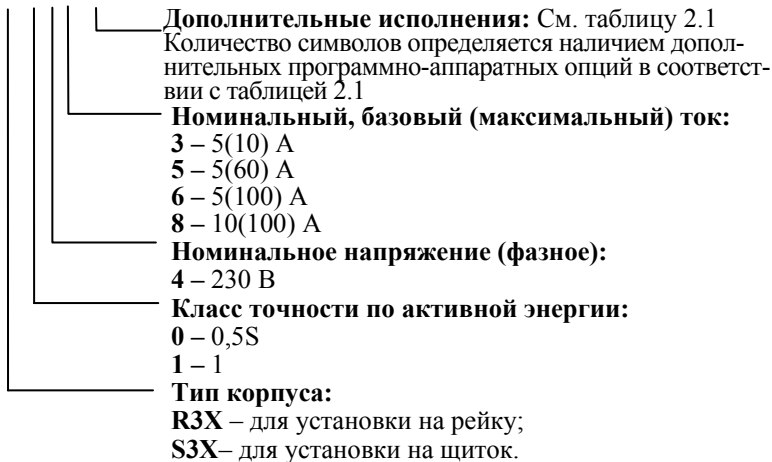 Дополнительные исполнения: См. таблицу 2.1
Количество символов определяется наличием допол-
нительных программно-аппаратных опций в соответст-
вии с таблицей 2.1
Номинальный, базовый (максимальный) ток:
3 – 5(10) А
5 – 5(60) А
6 – 5(100) А
8 – 10(100) А
Номинальное напряжение (фазное):
4 – 230 В
Класс точности по активной энергии:
0 – 0,5S
1 – 1
Тип корпуса:
R3X – для установки на рейку;
S3X– для установки на щиток.